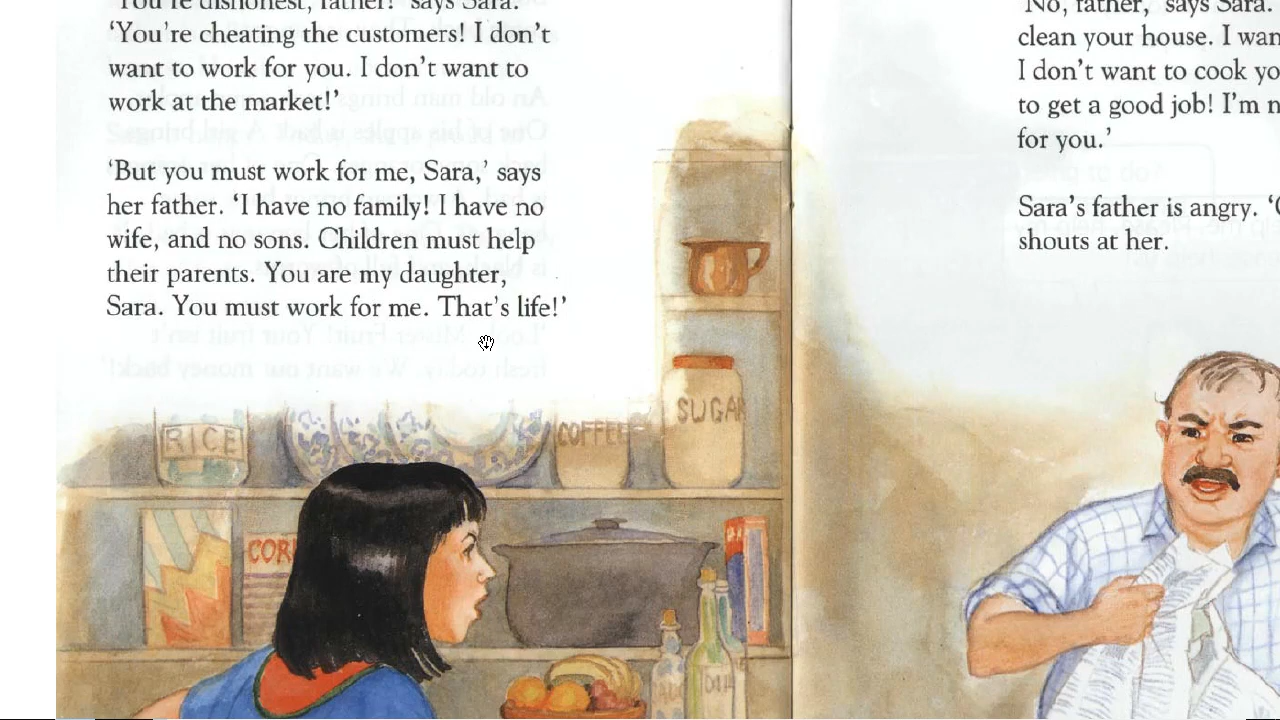 'You're dishonest, father!' says Sara.
'You're cheating the customers! I don't
want to work for you. I don't want to
work at the market!'
'But you must work for me, Sara,' says
her father. 'I have no family! I have no
wife, and no sons. Children must help
their parents. You are my daughter,
Sara. You must work for me. That's life!'
'No, father,' says Sara.
clean your house. I
I don't want to cook
to get a good job! I'm
for you.'
Sara's father is angry.
shouts at her.
RICE
COFFEE
SUGAR